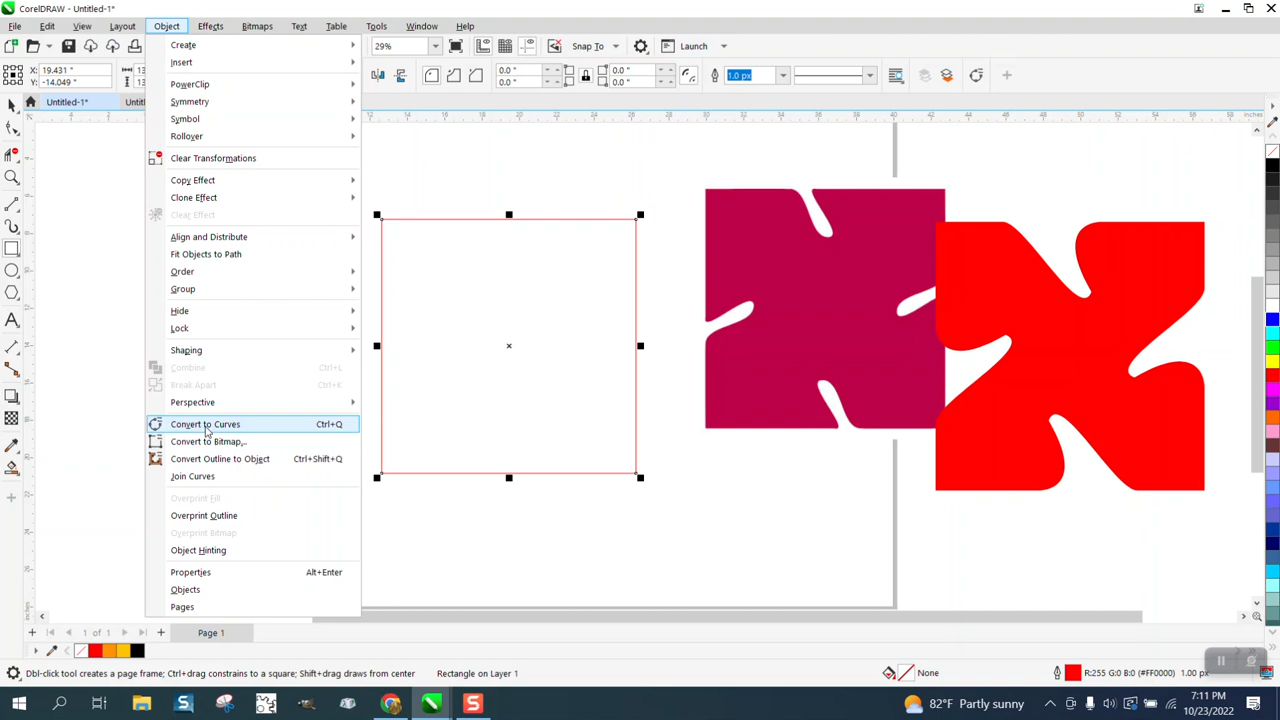 CorelDRAW - Untitled-1*
File Edit View Layout Object Effects Bitmaps Text Table Tools Window Help
29% Snap To Launch
X: 19.431 "
Y: -14.049 "
0.0 ° 0.0 °
0.0 ° 0.0 °
1.0 px
Untitled-1*
inches
Create
Insert
PowerClip
Symmetry
Symbol
Rollover
Clear Transformations
Copy Effect
Clone Effect
Clear Effect
Align and Distribute
Fit Objects to Path
Order
Group
Hide
Lock
Shaping
Combine Ctrl+L
Break Apart Ctrl+K
Perspective
Convert to Curves Ctrl+Q
Convert to Bitmap...
Convert Outline to Object Ctrl+Shift+Q
Join Curves
Overprint Fill
Overprint Outline
Overprint Bitmap
Object Hinting
Properties Alt+Enter
Objects
Pages
1 of 1 Page 1
Dbl-click tool creates a page frame; Ctrl+drag constrains to a square; Shift+drag draws from center Rectangle on Layer 1 None R:255 G:0 B:0 (#FF0000) 1.00 px
82°F Partly sunny 7:11 PM
10/23/2022